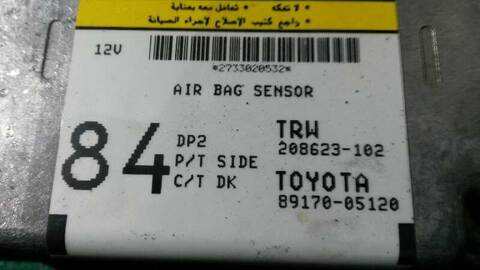 • لا تفكه • تعامل معه بعناية
• راجع كتيب الإصلاح لإجراء الصيانة
12V
*2733020532*
AIR BAG SENSOR
84
DP2
TRW
P/T SIDE
208623-102
C/T DK
TOYOTA
89170-05120